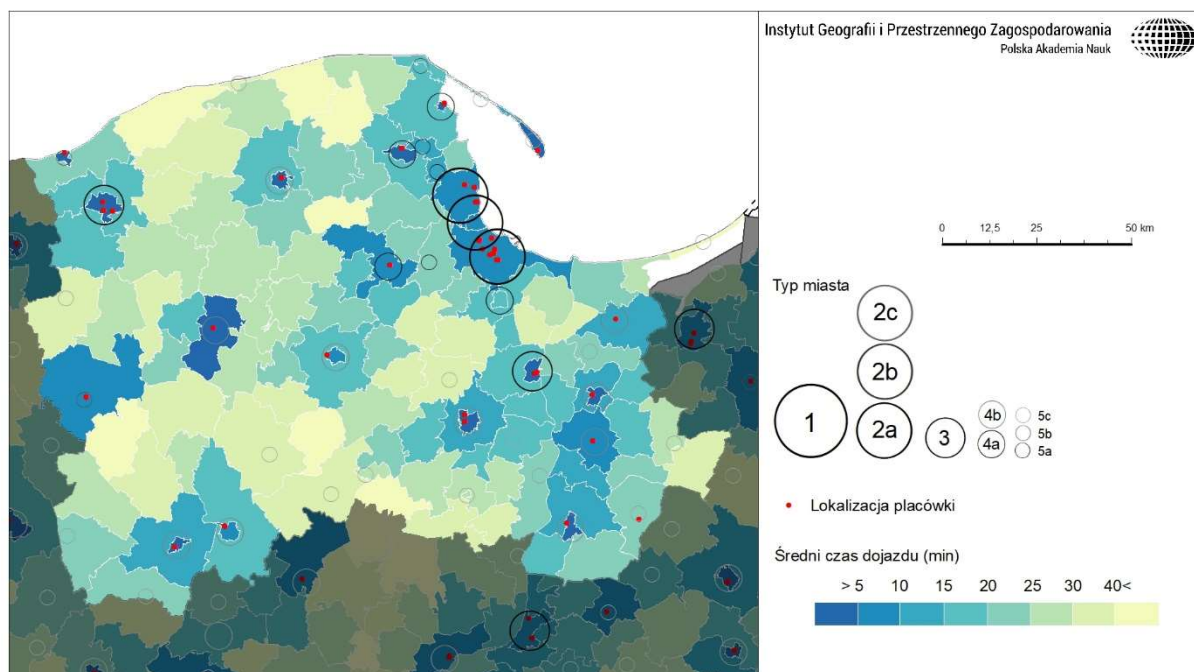 Instytut Geografii i Przestrzennego Zagospodarowania
Polska Akademia Nauk
0 12,5 25 50 km
Typ miasta
2c
2b
1 2a 3 4b 4a 5c 5b 5a
Lokalizacja placówki
Średni czas dojazdu (min)
> 5 10 15 20 25 30 40<